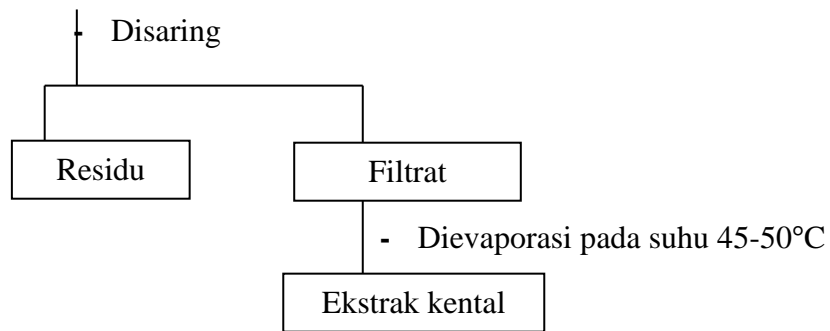 - Disaring
Residu
Filtrat
- Dievaporasi pada suhu 45-50°C
Ekstrak kental